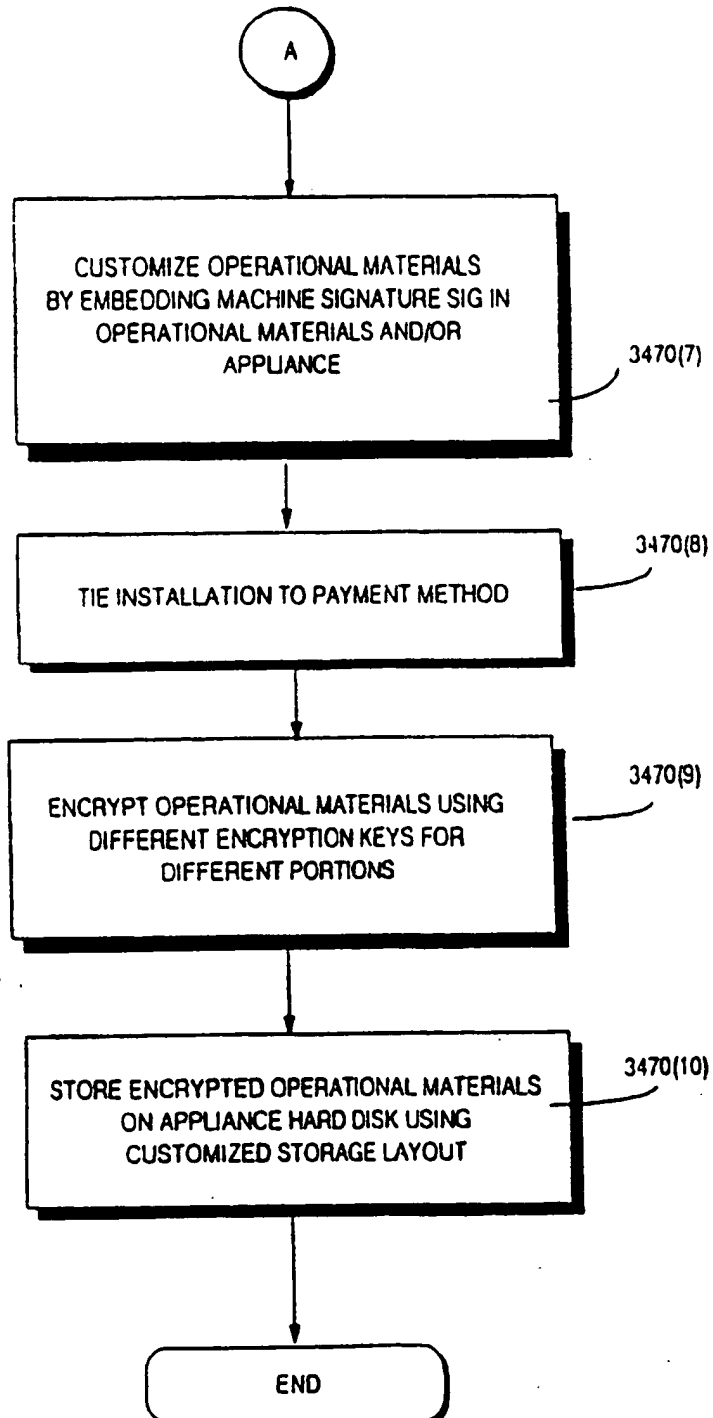 A
CUSTOMIZE OPERATIONAL MATERIALS
BY EMBEDDING MACHINE SIGNATURE SIG IN
OPERATIONAL MATERIALS AND/OR
APPLIANCE
3470(7)
3470(8)
TIE INSTALLATION TO PAYMENT METHOD
3470(9)
ENCRYPT OPERATIONAL MATERIALS USING
DIFFERENT ENCRYPTION KEYS FOR
DIFFERENT PORTIONS
3470(10)
STORE ENCRYPTED OPERATIONAL MATERIALS
ON APPLIANCE HARD DISK USING
CUSTOMIZED STORAGE LAYOUT
END